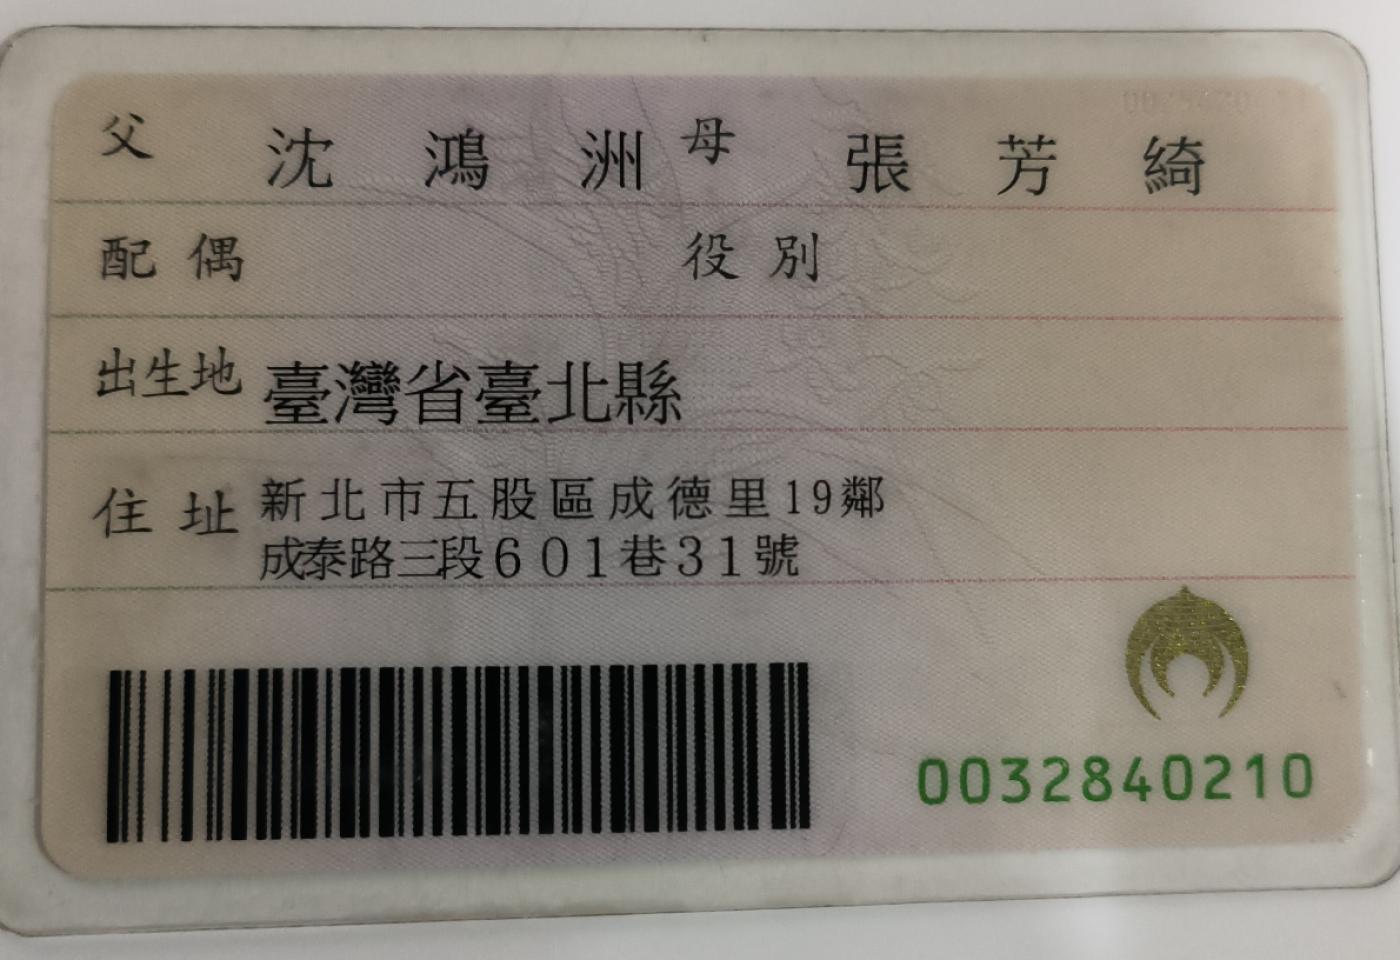 父 沈鴻洲 母 張芳綺
配偶 役別
出生地 臺灣省臺北縣
住址 新北市五股區成德里19鄰
成泰路三段601巷31號
0032840210